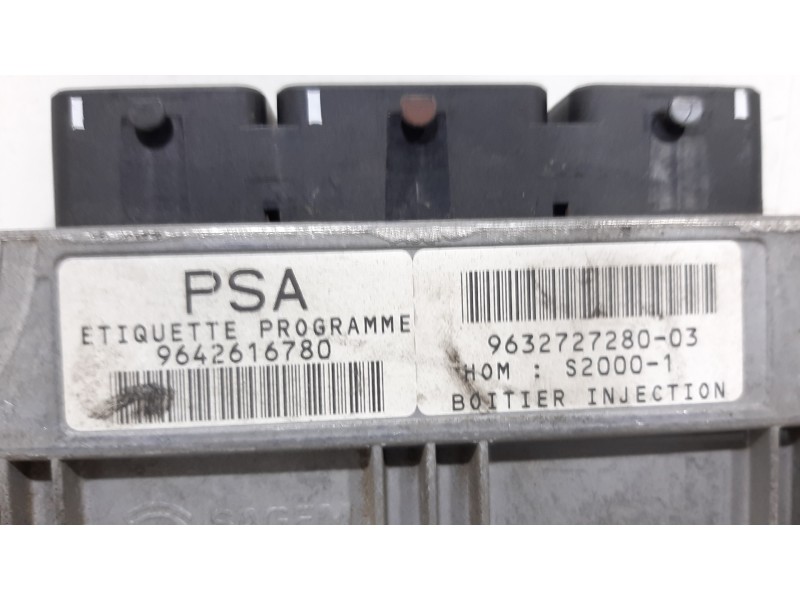 PSA
ETIQUETTE PROGRAMME
9642616780
9632727280-03
HOM : S2000-1
BOITIER INJECTION